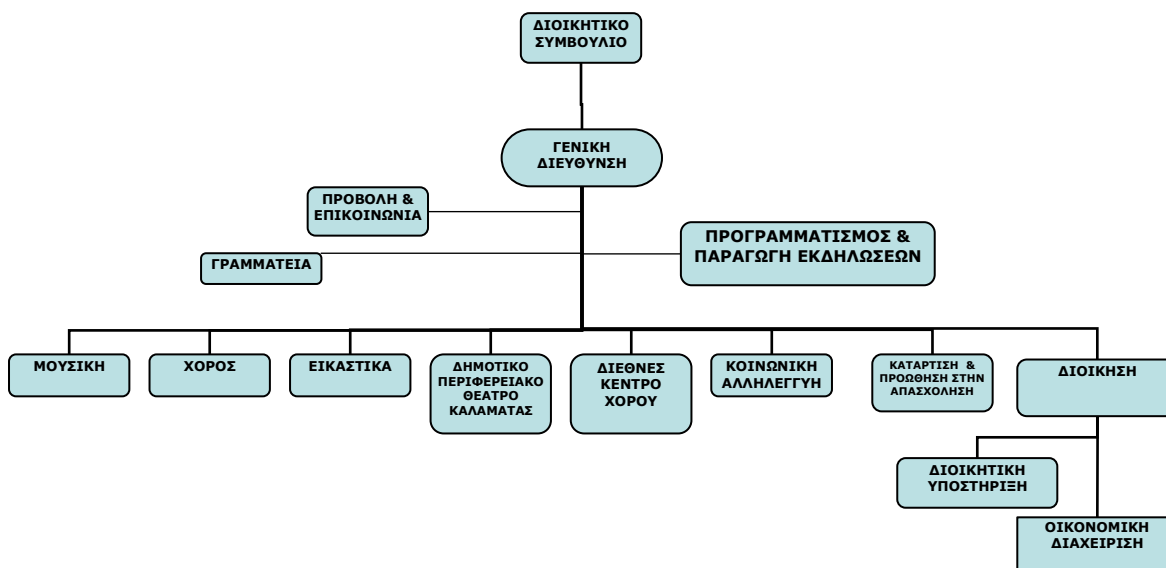 ΔΙΟΙΚΗΤΙΚΟ
ΣΥΜΒΟΥΛΙΟ
ΓΕΝΙΚΗ
ΔΙΕΥΘΥΝΣΗ
ΠΡΟΒΟΛΗ &
ΕΠΙΚΟΙΝΩΝΙΑ
ΠΡΟΓΡΑΜΜΑΤΙΣΜΟΣ &
ΠΑΡΑΓΩΓΗ ΕΚΔΗΛΩΣΕΩΝ
ΓΡΑΜΜΑΤΕΙΑ
ΜΟΥΣΙΚΗ
ΧΟΡΟΣ
ΕΙΚΑΣΤΙΚΑ
ΔΗΜΟΤΙΚΟ
ΠΕΡΙΦΕΡΕΙΑΚΟ
ΘΕΑΤΡΟ
ΚΑΛΑΜΑΤΑΣ
ΔΙΕΘΝΕΣ
ΚΕΝΤΡΟ
ΧΟΡΟΥ
ΚΟΙΝΩΝΙΚΗ
ΑΛΛΗΛΕΓΓΥΗ
ΚΑΤΑΡΤΙΣΗ &
ΠΡΟΩΘΗΣΗ ΣΤΗΝ
ΑΠΑΣΧΟΛΗΣΗ
ΔΙΟΙΚΗΣΗ
ΔΙΟΙΚΗΤΙΚΗ
ΥΠΟΣΤΗΡΙΞΗ
ΟΙΚΟΝΟΜΙΚΗ
ΔΙΑΧΕΙΡΙΣΗ